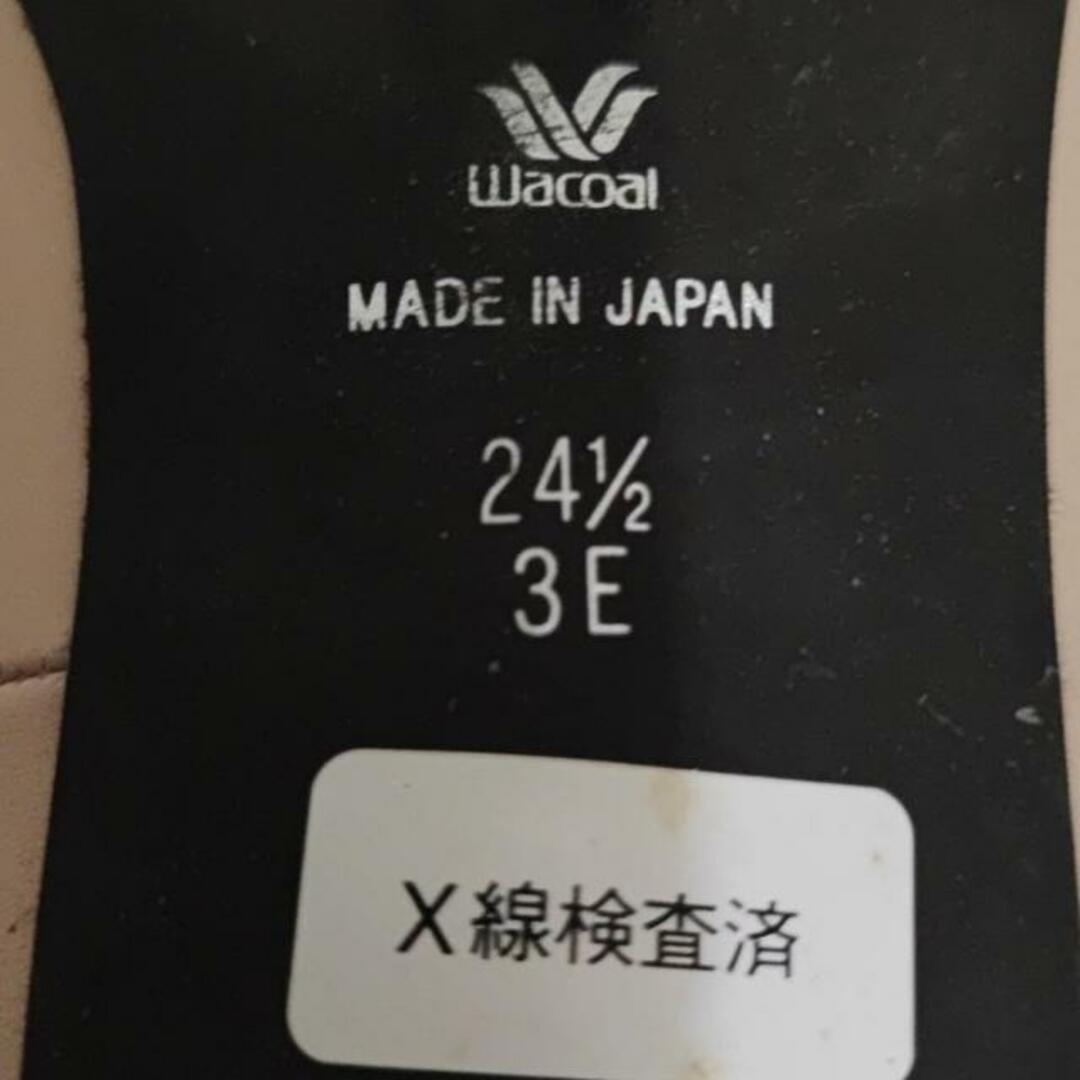 Wacoal
MADE IN JAPAN
24½
3E
X線検査済